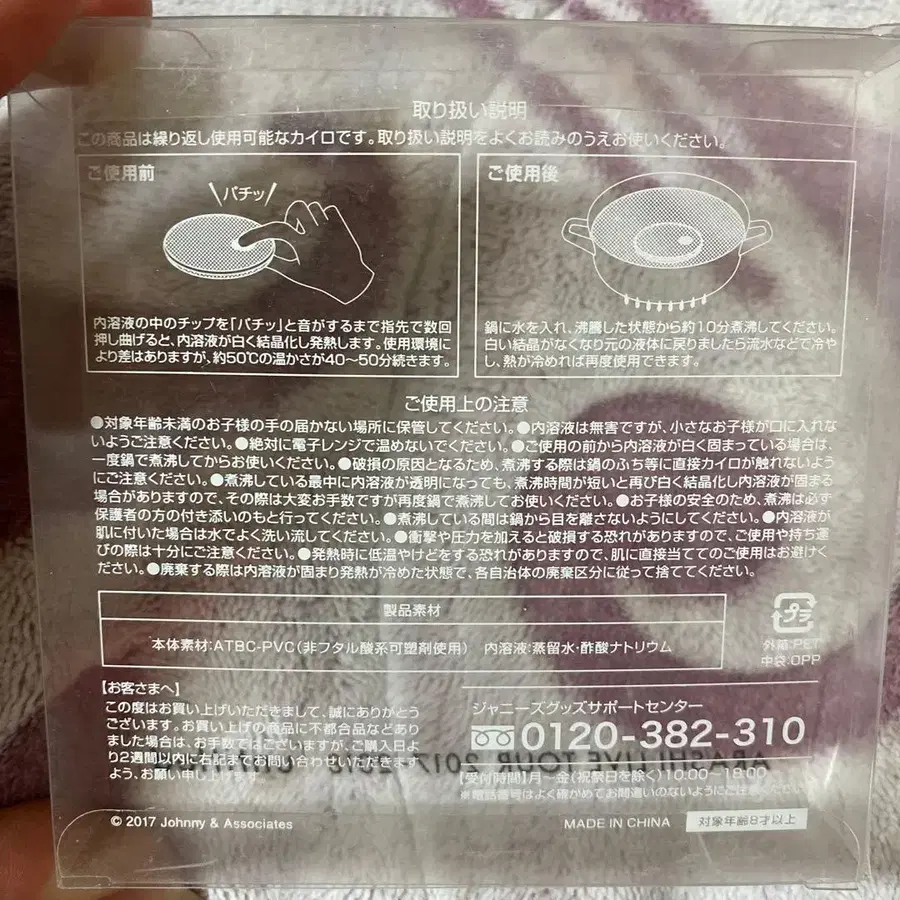 取り扱い説明
この商品は繰り返し使用可能なカイロです。取り扱い説明をよくお読みのうえお使いください。
ご使用前
パチッ
内溶液の中のチップを「パチッ」と音がするまで指先で数回
押し曲げると、内溶液が白く結晶化し発熱します。使用環境に
より差はありますが、約50℃の温かさが40〜50分続きます。
ご使用後
鍋に水を入れ、沸騰した状態から約10分煮沸してください。
白い結晶がなくなり元の液体に戻りましたら流水などで冷や
し、熱が冷めれば再度使用できます。
ご使用上の注意
●対象年齢未満のお子様の手の届かない場所に保管してください。●内溶液は無害ですが、小さなお子様が口に入れな
いようご注意ください。●絶対に電子レンジで温めないでください。●ご使用の前から内溶液が白く固まっている場合は、
一度鍋で煮沸してからお使いください。●破損の原因となるため、煮沸する際は鍋のふち等に直接カイロが触れないよう
にご注意ください。●煮沸している最中に内溶液が透明になっても、煮沸時間が短いと再び白く結晶化し内溶液が固まる
場合がありますので、その際は大変お手数ですが再度鍋で煮沸してお使いください。●お子様の安全のため、煮沸は必ず
保護者の方の付き添いのもと行ってください。●煮沸している間は鍋から目を離さないようにしてください。●内溶液が
肌に付いた場合は水でよく洗い流してください。●衝撃や圧力を加えると破損する恐れがありますので、ご使用や持ち運
びの際は十分にご注意ください。●発熱時に低温やけどをする恐れがありますので、肌に直接当ててのご使用はお避けく
ださい。●廃棄する際は内溶液が固まり発熱が冷めた状態で、各自治体の廃棄区分に従って捨ててください。
製品素材
本体素材:ATBC-PVC(非フタル酸系可塑剤使用) 内溶液:蒸留水・酢酸ナトリウム
プラ
外箱:PET
中袋:OPP
【お客さまへ】
この度はお買い上げいただきまして、誠にありがとう
ございます。お買い上げの商品に不都合品などあり
ました場合は、お手数ではございますが、ご購入日よ
り2週間以内に右記までお問い合わせいただきます
よう、お願い申し上げます。
ジャニーズグッズサポートセンター
0120-382-310
ARASHI LIVE TOUR 2017-2018
【受付時間】月〜金(祝祭日を除く)10:00〜18:00
※電話番号はよく確かめてお間違いのないようにご注意ください
© 2017 Johnny & Associates
MADE IN CHINA
対象年齢8才以上